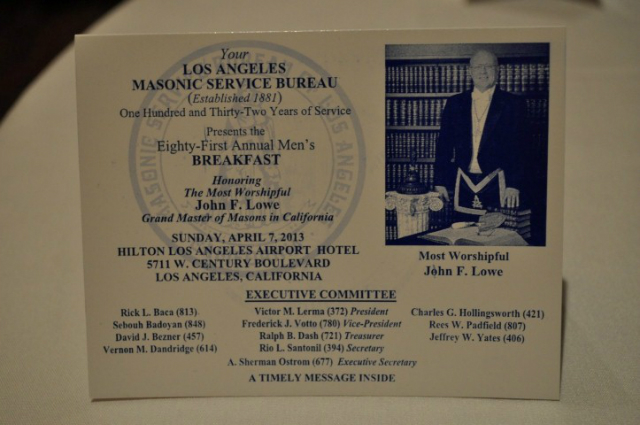 Your
LOS ANGELES
MASONIC SERVICE BUREAU
(Established 1881)
One Hundred and Thirty-Two Years of Service
Presents the
Eighty-First Annual Men's
BREAKFAST
Honoring
The Most Worshipful
John F. Lowe
Grand Master of Masons in California
SUNDAY, APRIL 7, 2013
HILTON LOS ANGELES AIRPORT HOTEL
5711 W. CENTURY BOULEVARD
LOS ANGELES, CALIFORNIA
Most Worshipful
John F. Lowe
EXECUTIVE COMMITTEE
Rick L. Baca (813)
Sebouh Badoyan (848)
David J. Bezner (457)
Vernon M. Dandridge (614)
Victor M. Lerma (372) President
Frederick J. Votto (780) Vice-President
Ralph B. Dash (721) Treasurer
Rio L. Santonil (394) Secretary
A. Sherman Ostrom (677) Executive Secretary
Charles G. Hollingsworth (421)
Rees W. Padfield (807)
Jeffrey W. Yates (406)
A TIMELY MESSAGE INSIDE